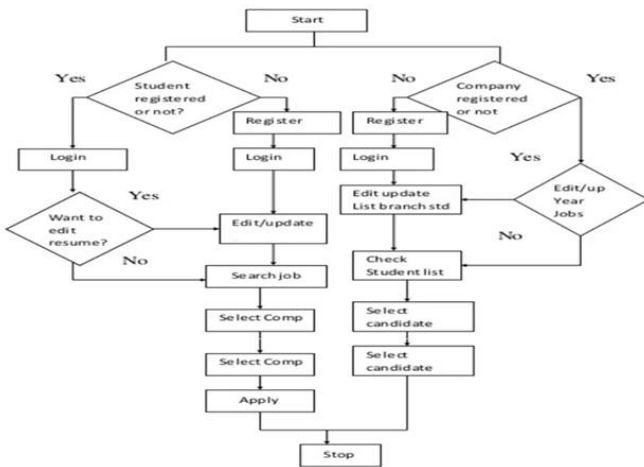 Start
Yes
Student
registered
or not?
No
No
Company
registered
or not
Yes
Register
Register
Login
Login
Login
Yes
Yes
Want to
edit
resume?
Edit/update
Edit update
List branch std
Edit/up
Year
Jobs
No
No
Search job
Check
Student list
Select Comp
Select
candidate
Select Comp
Select
candidate
Apply
Stop